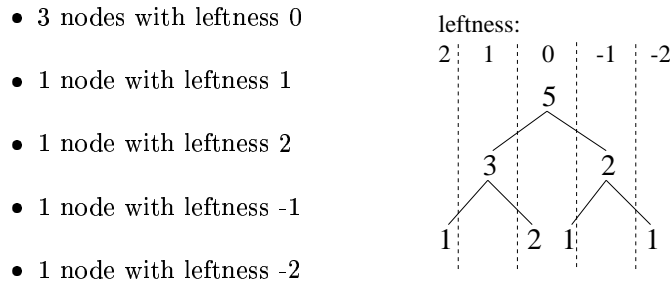 • 3 nodes with leftness 0
• 1 node with leftness 1
• 1 node with leftness 2
• 1 node with leftness -1
• 1 node with leftness -2
leftness:
2 1 0 -1 -2
5
3 2
1 2 1 1